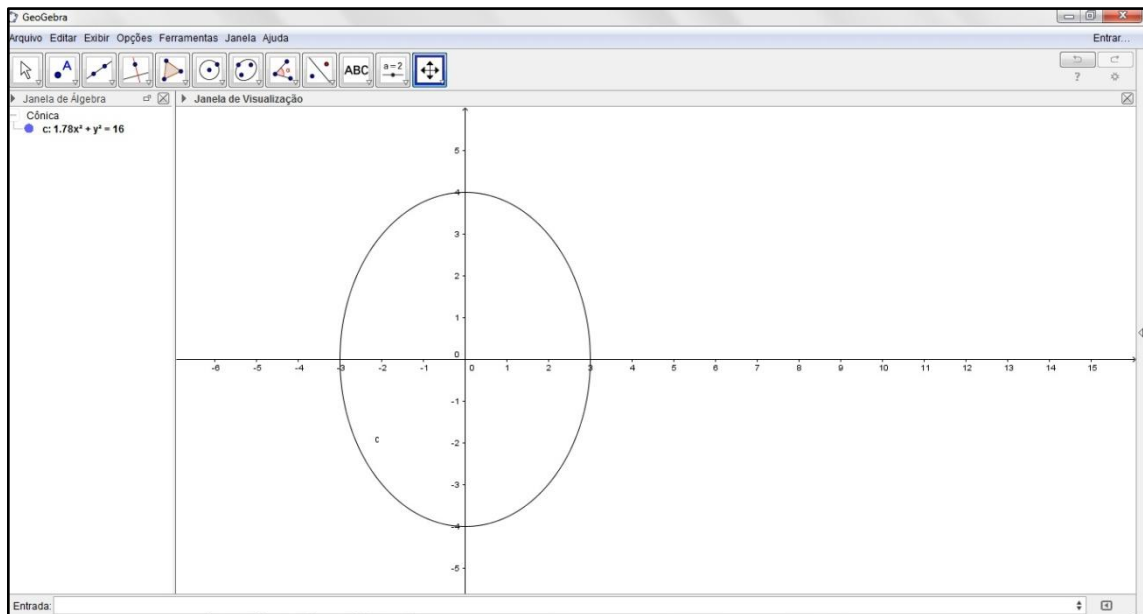 GeoGebra
Arquivo Editar Exibir Opções Ferramentas Janela Ajuda
Entrar...
A
ABC
a=2
?
Janela de Álgebra
Janela de Visualização
Cônica
c: 1.78x² + y² = 16
5
4
3
2
1
0
-6 -5 -4 -3 -2 -1 0 1 2 3 4 5 6 7 8 9 10 11 12 13 14 15
-1
c
-2
-3
-4
-5
Entrada: